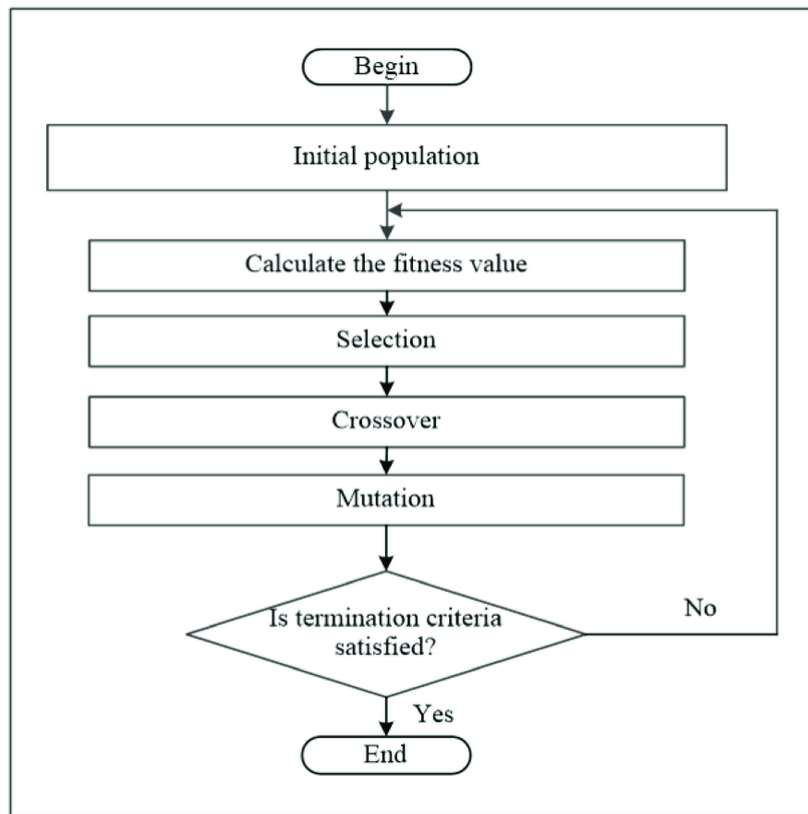 Begin
Initial population
Calculate the fitness value
Selection
Crossover
Mutation
Is termination criteria
satisfied?
No
Yes
End